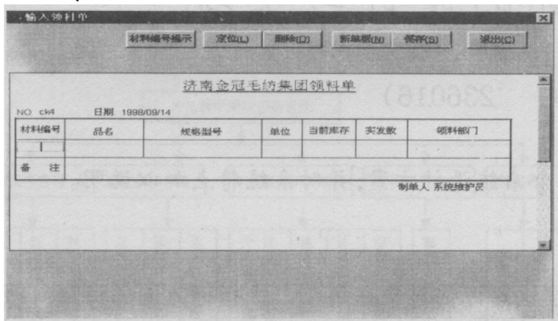 输入领料单
材料编号提示 定位(L) 删除(D) 新单据(N) 保存(S) 退出(C)
济南金冠毛纺集团领料单
NO ck4 日期 1998/09/14
材料编号 品名 规格型号 单位 当前库存 实发数 领料部门
备 注
制单人 系统维护员